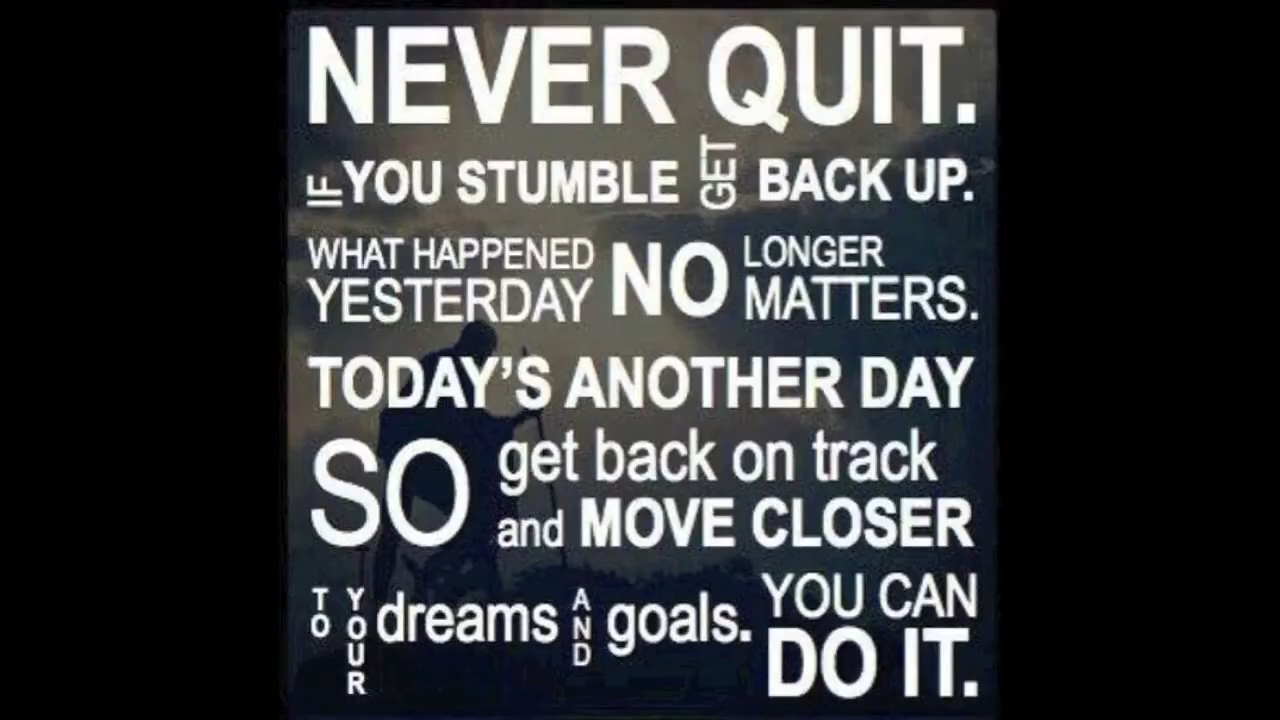 NEVER QUIT.
IF YOU STUMBLE GET BACK UP.
WHAT HAPPENED YESTERDAY NO LONGER MATTERS.
TODAY'S ANOTHER DAY
SO get back on track
and MOVE CLOSER
TO YOUR dreams AND goals. YOU CAN
DO IT.